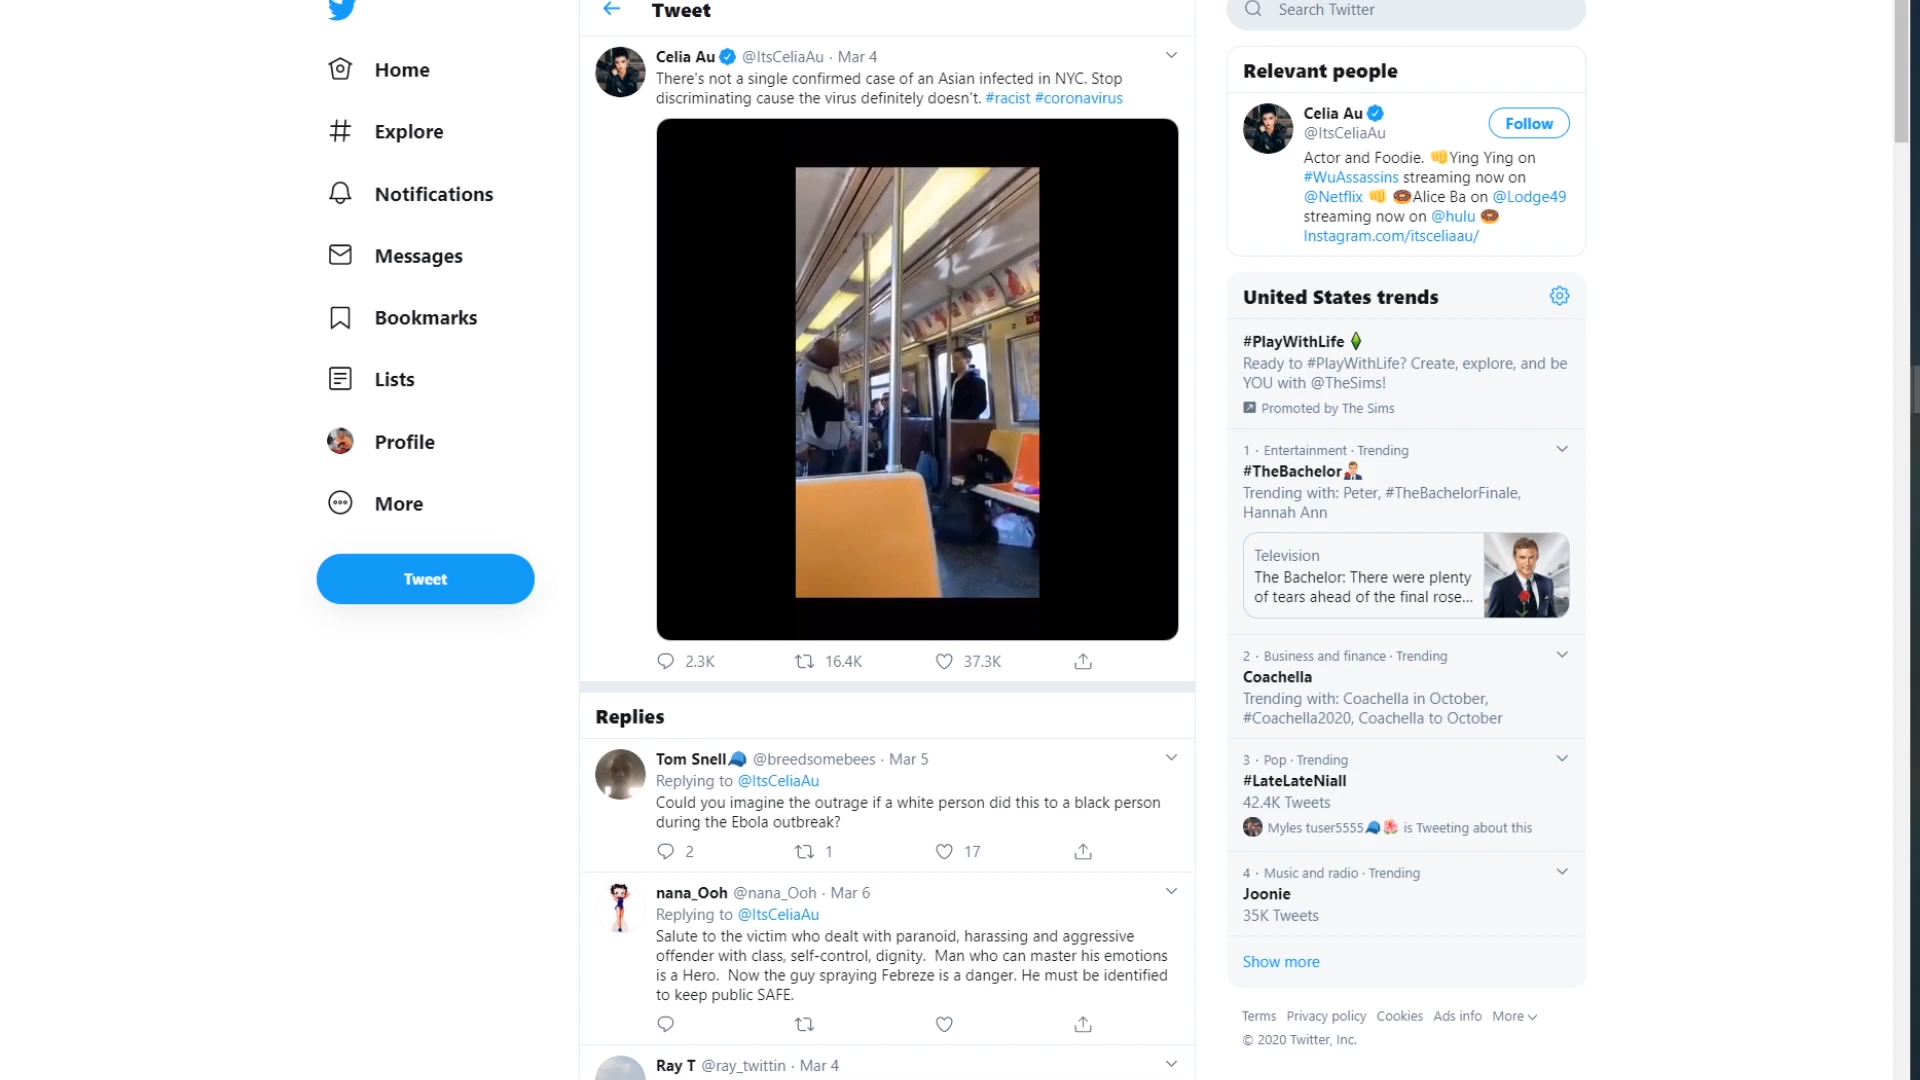 Home
Explore
Notifications
Messages
Bookmarks
Lists
Profile
More
Tweet
Tweet
Celia Au @ItsCeliaAu · Mar 4
There's not a single confirmed case of an Asian infected in NYC. Stop
discriminating cause the virus definitely doesn't. #racist #coronavirus
2.3K 16.4K 37.3K
Replies
Tom Snell🧢 @breedsomebees · Mar 5
Replying to @ItsCeliaAu
Could you imagine the outrage if a white person did this to a black person
during the Ebola outbreak?
2 1 17
nana_Ooh @nana_Ooh · Mar 6
Replying to @ItsCeliaAu
Salute to the victim who dealt with paranoid, harassing and aggressive
offender with class, self-control, dignity. Man who can master his emotions
is a Hero. Now the guy spraying Febreze is a danger. He must be identified
to keep public SAFE.
Ray T @ray_twittin · Mar 4
Search Twitter
Relevant people
Celia Au
@ItsCeliaAu
Follow
Actor and Foodie. 👊Ying Ying on
#WuAssassins streaming now on
@Netflix 👊 🍩Alice Ba on @Lodge49
streaming now on @hulu 🍩
Instagram.com/itsceliaau/
United States trends
#PlayWithLife
Ready to #PlayWithLife? Create, explore, and be
YOU with @TheSims!
Promoted by The Sims
1 · Entertainment · Trending
#TheBachelor
Trending with: Peter, #TheBachelorFinale,
Hannah Ann
Television
The Bachelor: There were plenty
of tears ahead of the final rose...
2 · Business and finance · Trending
Coachella
Trending with: Coachella in October,
#Coachella2020, Coachella to October
3 · Pop · Trending
#LateLateNiall
42.4K Tweets
Myles tuser5555🧢🌺 is Tweeting about this
4 · Music and radio · Trending
Joonie
35K Tweets
Show more
Terms Privacy policy Cookies Ads info More
© 2020 Twitter, Inc.